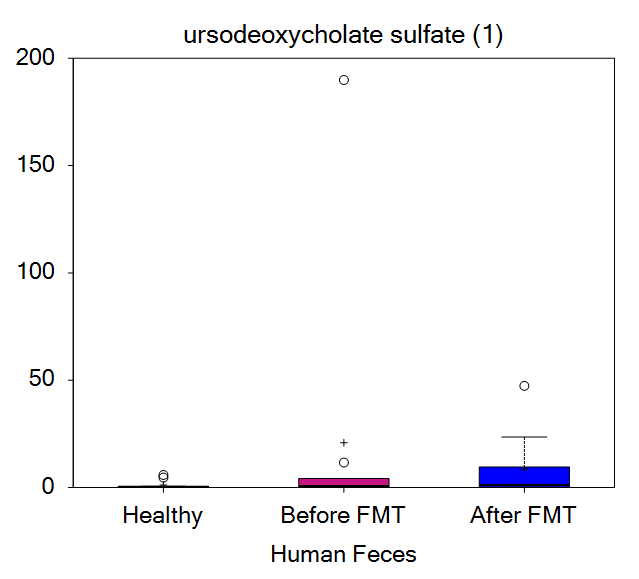 ursodeoxycholate sulfate (1)
200
150
100
50
0
Healthy Before FMT After FMT
Human Feces